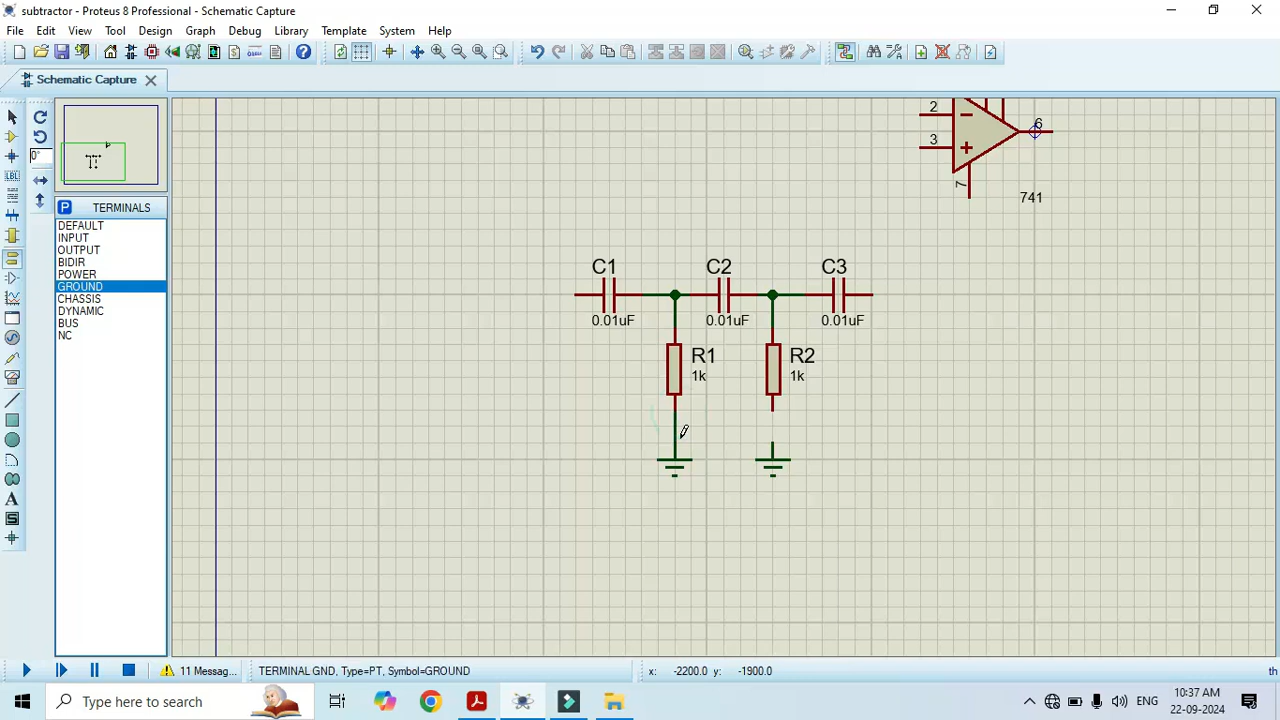 subtractor - Proteus 8 Professional - Schematic Capture
File Edit View Tool Design Graph Debug Library Template System Help
Schematic Capture
0°
LBL
P TERMINALS
DEFAULT
INPUT
OUTPUT
BIDIR
POWER
GROUND
CHASSIS
DYNAMIC
BUS
NC
A
S
2
3
6
7
741
C1 C2 C3
0.01uF 0.01uF 0.01uF
R1 R2
1k 1k
11 Messag... TERMINAL GND, Type=PT, Symbol=GROUND x: -2200.0 y: -1900.0 th
Type here to search
ENG
10:37 AM
22-09-2024